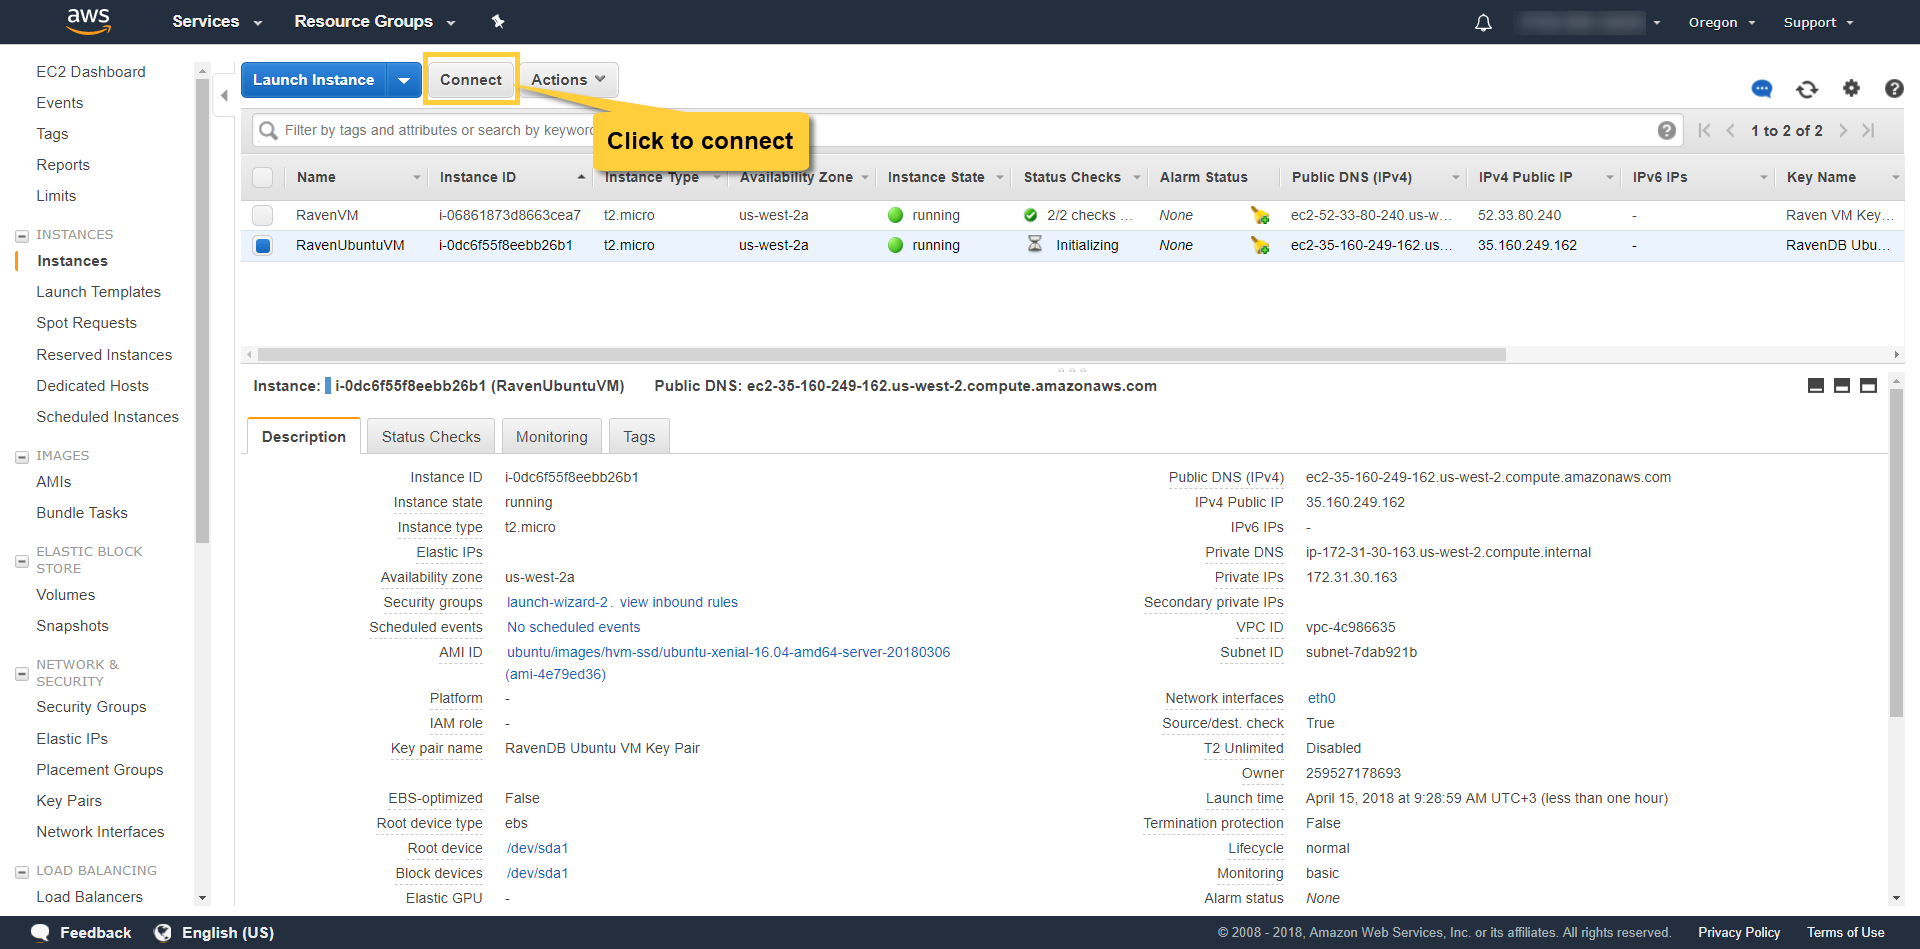 aws Services Resource Groups Oregon Support
EC2 Dashboard
Events
Tags
Reports
Limits
INSTANCES
Instances
Launch Templates
Spot Requests
Reserved Instances
Dedicated Hosts
Scheduled Instances
IMAGES
AMIs
Bundle Tasks
ELASTIC BLOCK
STORE
Volumes
Snapshots
NETWORK &
SECURITY
Security Groups
Elastic IPs
Placement Groups
Key Pairs
Network Interfaces
LOAD BALANCING
Load Balancers
Launch Instance Connect Actions
Click to connect
Filter by tags and attributes or search by keyword 1 to 2 of 2
Name Instance ID Instance Type Availability Zone Instance State Status Checks Alarm Status Public DNS (IPv4) IPv4 Public IP IPv6 IPs Key Name
RavenVM i-06861873d8663cea7 t2.micro us-west-2a running 2/2 checks ... None ec2-52-33-80-240.us-w... 52.33.80.240 - Raven VM Key...
RavenUbuntuVM i-0dc6f55f8eebb26b1 t2.micro us-west-2a running Initializing None ec2-35-160-249-162.us... 35.160.249.162 - RavenDB Ubu...
Instance: i-0dc6f55f8eebb26b1 (RavenUbuntuVM) Public DNS: ec2-35-160-249-162.us-west-2.compute.amazonaws.com
Description Status Checks Monitoring Tags
Instance ID i-0dc6f55f8eebb26b1
Instance state running
Instance type t2.micro
Elastic IPs
Availability zone us-west-2a
Security groups launch-wizard-2. view inbound rules
Scheduled events No scheduled events
AMI ID ubuntu/images/hvm-ssd/ubuntu-xenial-16.04-amd64-server-20180306
(ami-4e79ed36)
Platform -
IAM role -
Key pair name RavenDB Ubuntu VM Key Pair
EBS-optimized False
Root device type ebs
Root device /dev/sda1
Block devices /dev/sda1
Elastic GPU -
Public DNS (IPv4) ec2-35-160-249-162.us-west-2.compute.amazonaws.com
IPv4 Public IP 35.160.249.162
IPv6 IPs -
Private DNS ip-172-31-30-163.us-west-2.compute.internal
Private IPs 172.31.30.163
Secondary private IPs
VPC ID vpc-4c986635
Subnet ID subnet-7dab921b
Network interfaces eth0
Source/dest. check True
T2 Unlimited Disabled
Owner 259527178693
Launch time April 15, 2018 at 9:28:59 AM UTC+3 (less than one hour)
Termination protection False
Lifecycle normal
Monitoring basic
Alarm status None
Feedback English (US) © 2008 - 2018, Amazon Web Services, Inc. or its affiliates. All rights reserved. Privacy Policy Terms of Use